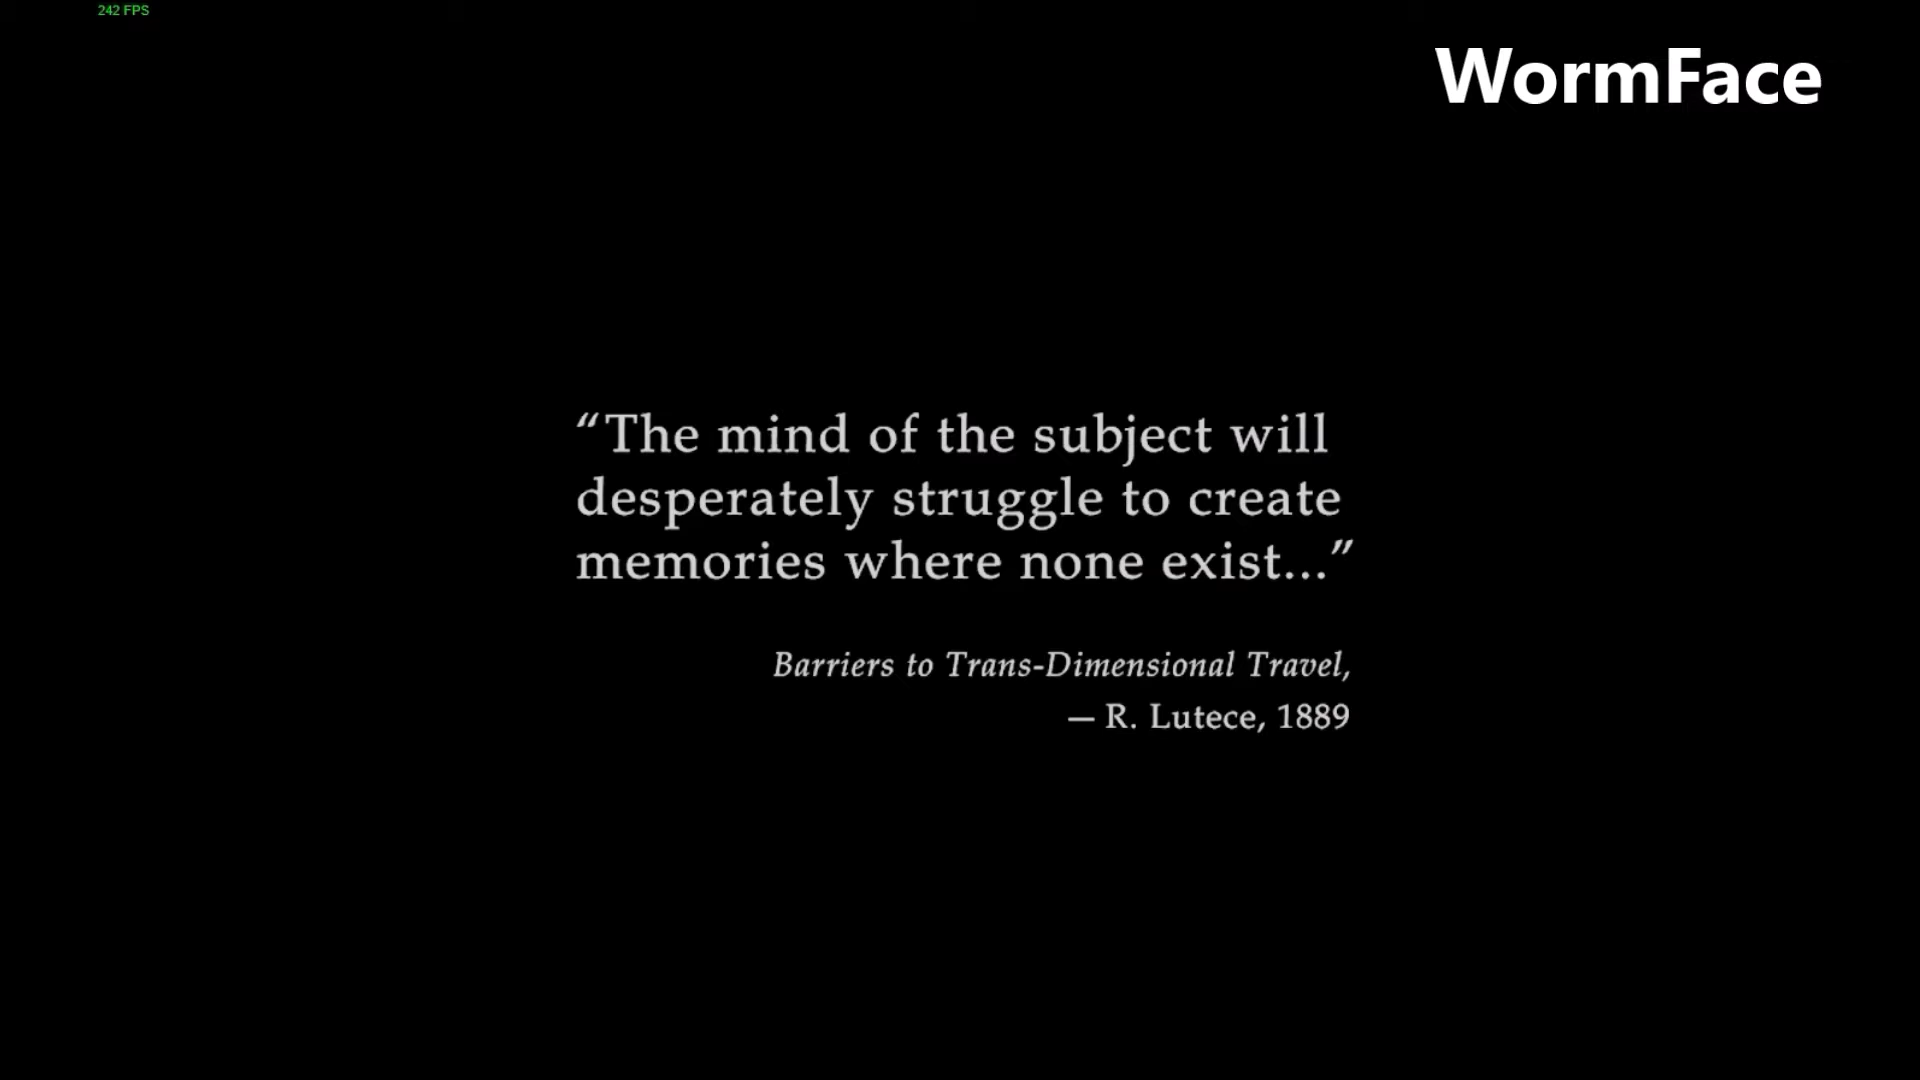 242 FPS
WormFace
“The mind of the subject will
desperately struggle to create
memories where none exist...”
Barriers to Trans-Dimensional Travel,
— R. Lutece, 1889